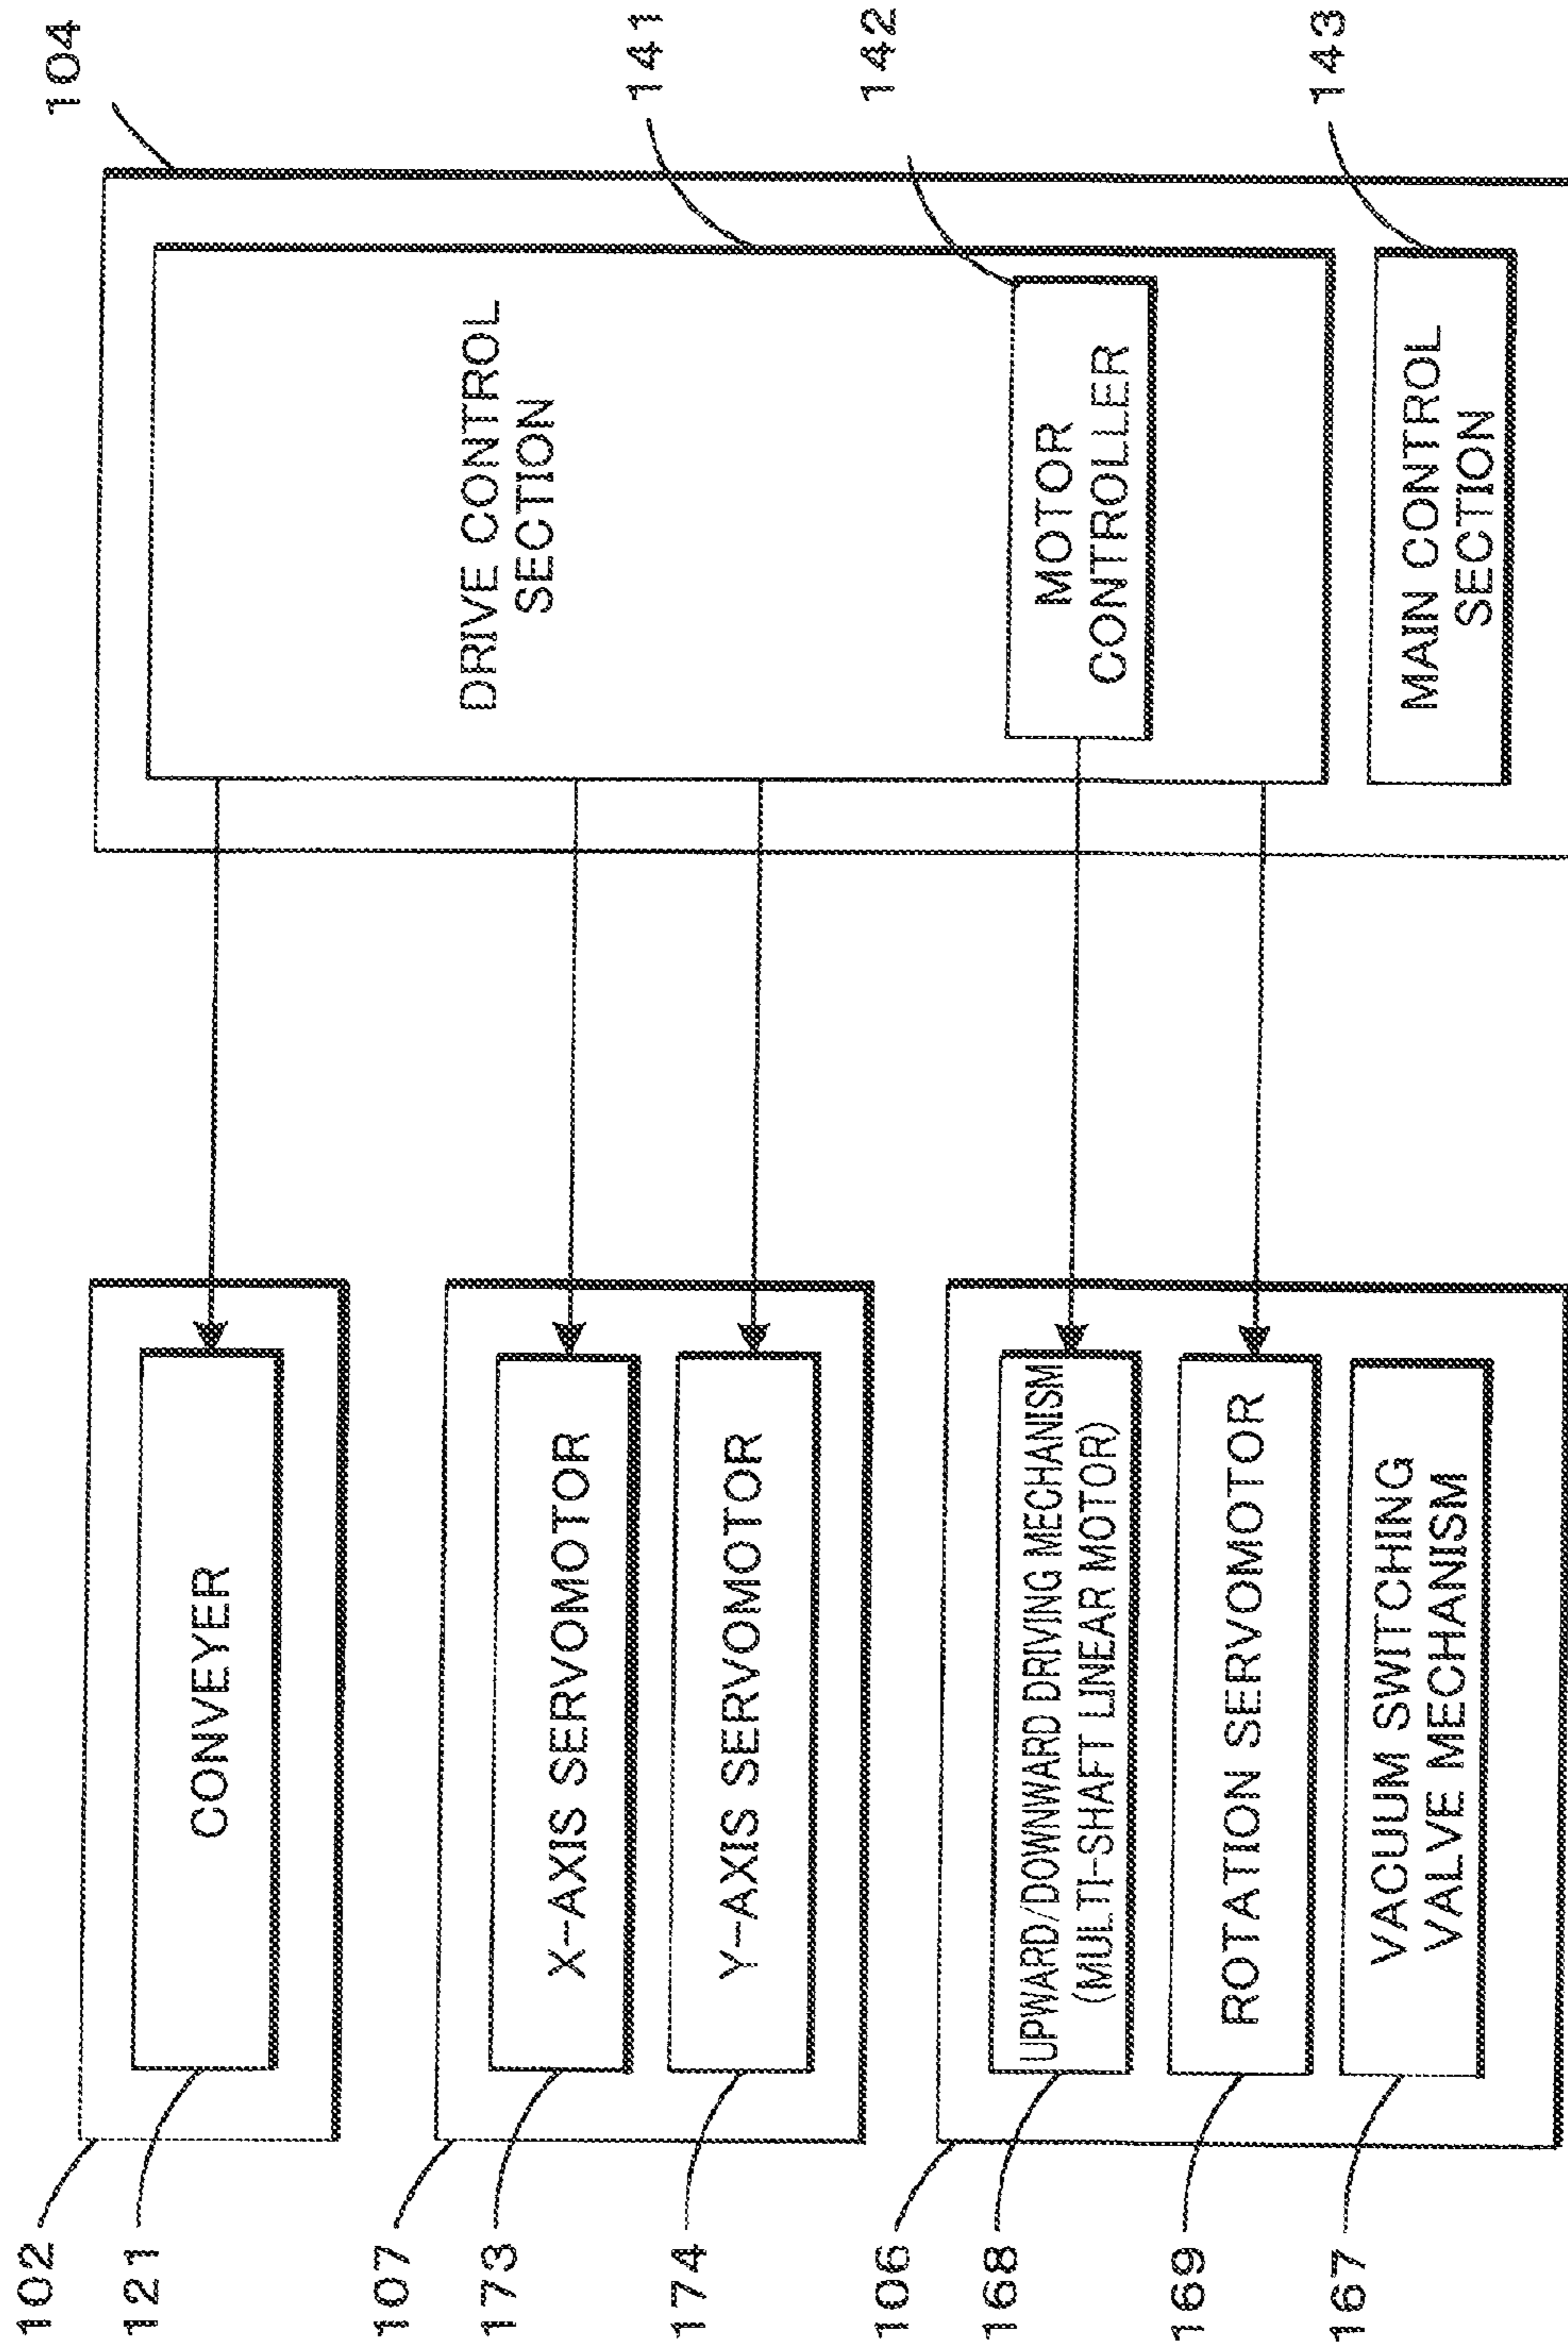 102
121
CONVEYER
107
173
X-AXIS SERVOMOTOR
174
Y-AXIS SERVOMOTOR
106
168
UPWARD/DOWNWARD DRIVING MECHANISM
(MULTI-SHAFT LINEAR MOTOR)
169
ROTATION SERVOMOTOR
167
VACUUM SWITCHING
VALVE MECHANISM
104
DRIVE CONTROL
SECTION
141
MOTOR
CONTROLLER
142
MAIN CONTROL
SECTION
143